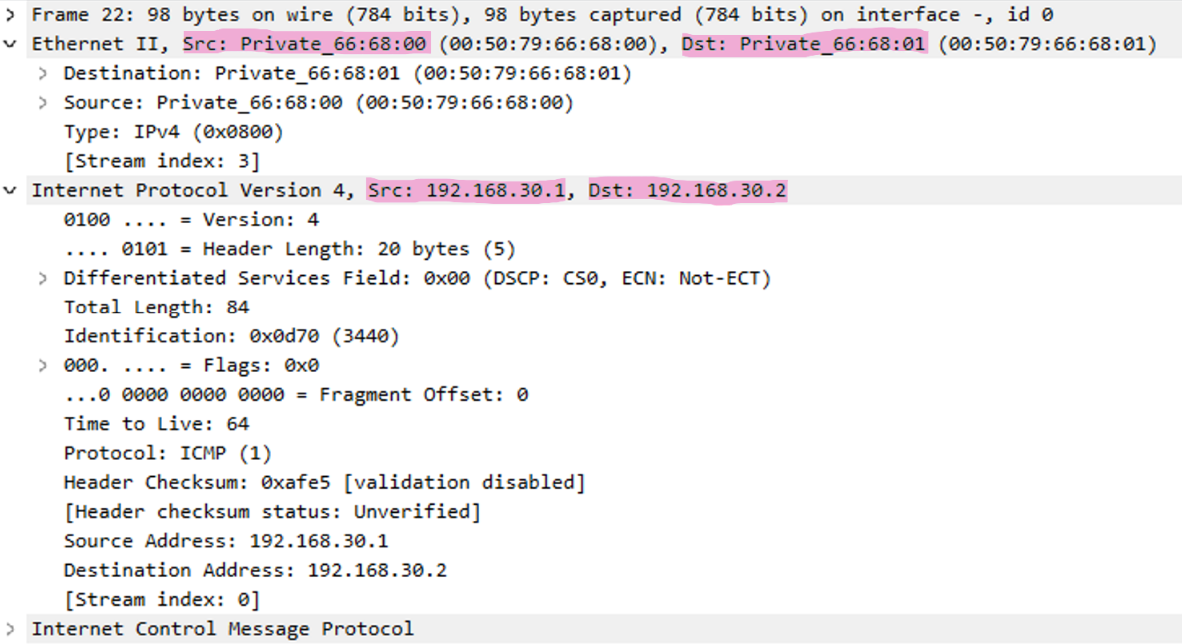 Frame 22: 98 bytes on wire (784 bits), 98 bytes captured (784 bits) on interface -, id 0
Ethernet II, Src: Private_66:68:00 (00:50:79:66:68:00), Dst: Private_66:68:01 (00:50:79:66:68:01)
Destination: Private_66:68:01 (00:50:79:66:68:01)
Source: Private_66:68:00 (00:50:79:66:68:00)
Type: IPv4 (0x0800)
[Stream index: 3]
Internet Protocol Version 4, Src: 192.168.30.1, Dst: 192.168.30.2
0100 .... = Version: 4
.... 0101 = Header Length: 20 bytes (5)
Differentiated Services Field: 0x00 (DSCP: CS0, ECN: Not-ECT)
Total Length: 84
Identification: 0x0d70 (3440)
000. .... = Flags: 0x0
...0 0000 0000 0000 = Fragment Offset: 0
Time to Live: 64
Protocol: ICMP (1)
Header Checksum: 0xafe5 [validation disabled]
[Header checksum status: Unverified]
Source Address: 192.168.30.1
Destination Address: 192.168.30.2
[Stream index: 0]
Internet Control Message Protocol